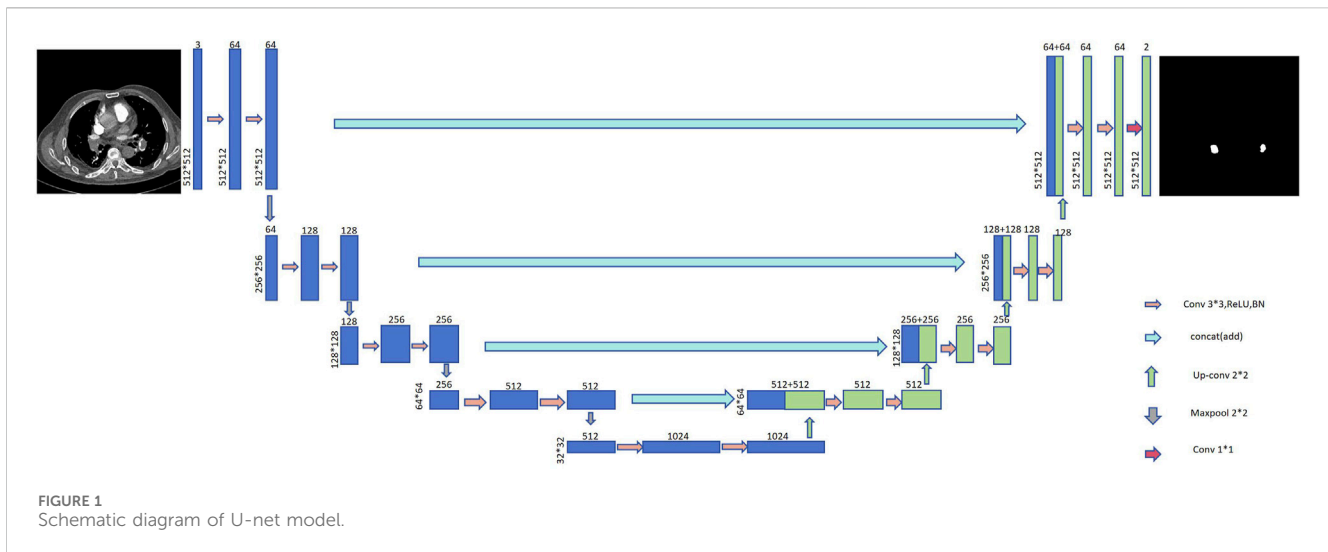 3 64 64
512*512 512*512 512*512
64+64 64 64 2
512*512 512*512 512*512 512*512
64 128 128
256*256
128+128 128 128
256*256
128 256 256
128*128
256+256 256 256
128*128
256 512 512
64*64
512+512 512 512
64*64
512 1024 1024
32*32
Conv 3*3,ReLU,BN
concat(add)
Up-conv 2*2
Maxpool 2*2
Conv 1*1
FIGURE 1
Schematic diagram of U-net model.